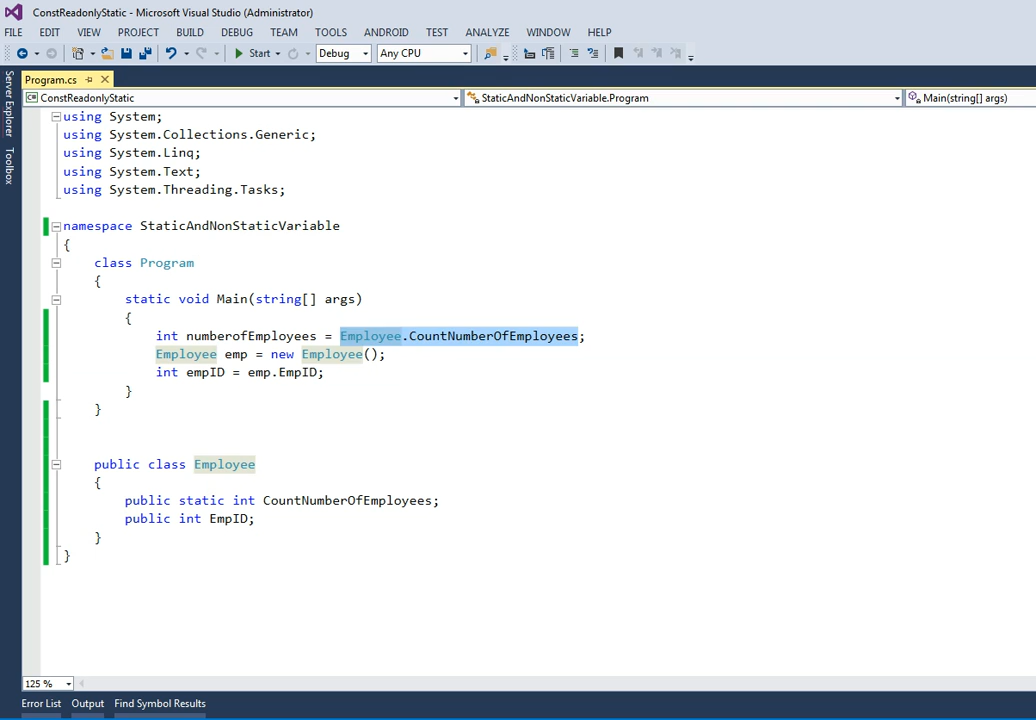 ConstReadonlyStatic - Microsoft Visual Studio (Administrator)
FILE EDIT VIEW PROJECT BUILD DEBUG TEAM TOOLS ANDROID TEST ANALYZE WINDOW HELP
Start Debug Any CPU
Server Explorer
Toolbox
Program.cs
ConstReadonlyStatic StaticAndNonStaticVariable.Program Main(string[] args)
using System;
using System.Collections.Generic;
using System.Linq;
using System.Text;
using System.Threading.Tasks;
namespace StaticAndNonStaticVariable
{
class Program
{
static void Main(string[] args)
{
int numberofEmployees = Employee.CountNumberOfEmployees;
Employee emp = new Employee();
int empID = emp.EmpID;
}
}
public class Employee
{
public static int CountNumberOfEmployees;
public int EmpID;
}
}
125 %
Error List Output Find Symbol Results